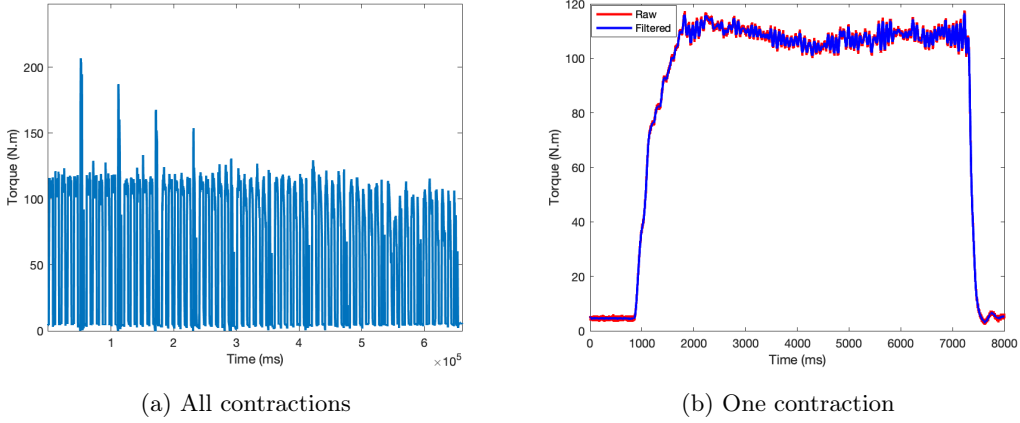 200
150
100
50
0
Torque (N.m)
1 2 3 4 5 6
Time (ms)
×10⁵
(a) All contractions
Raw
Filtered
120
100
80
60
40
20
0
Torque (N.m)
0 1000 2000 3000 4000 5000 6000 7000 8000
Time (ms)
(b) One contraction